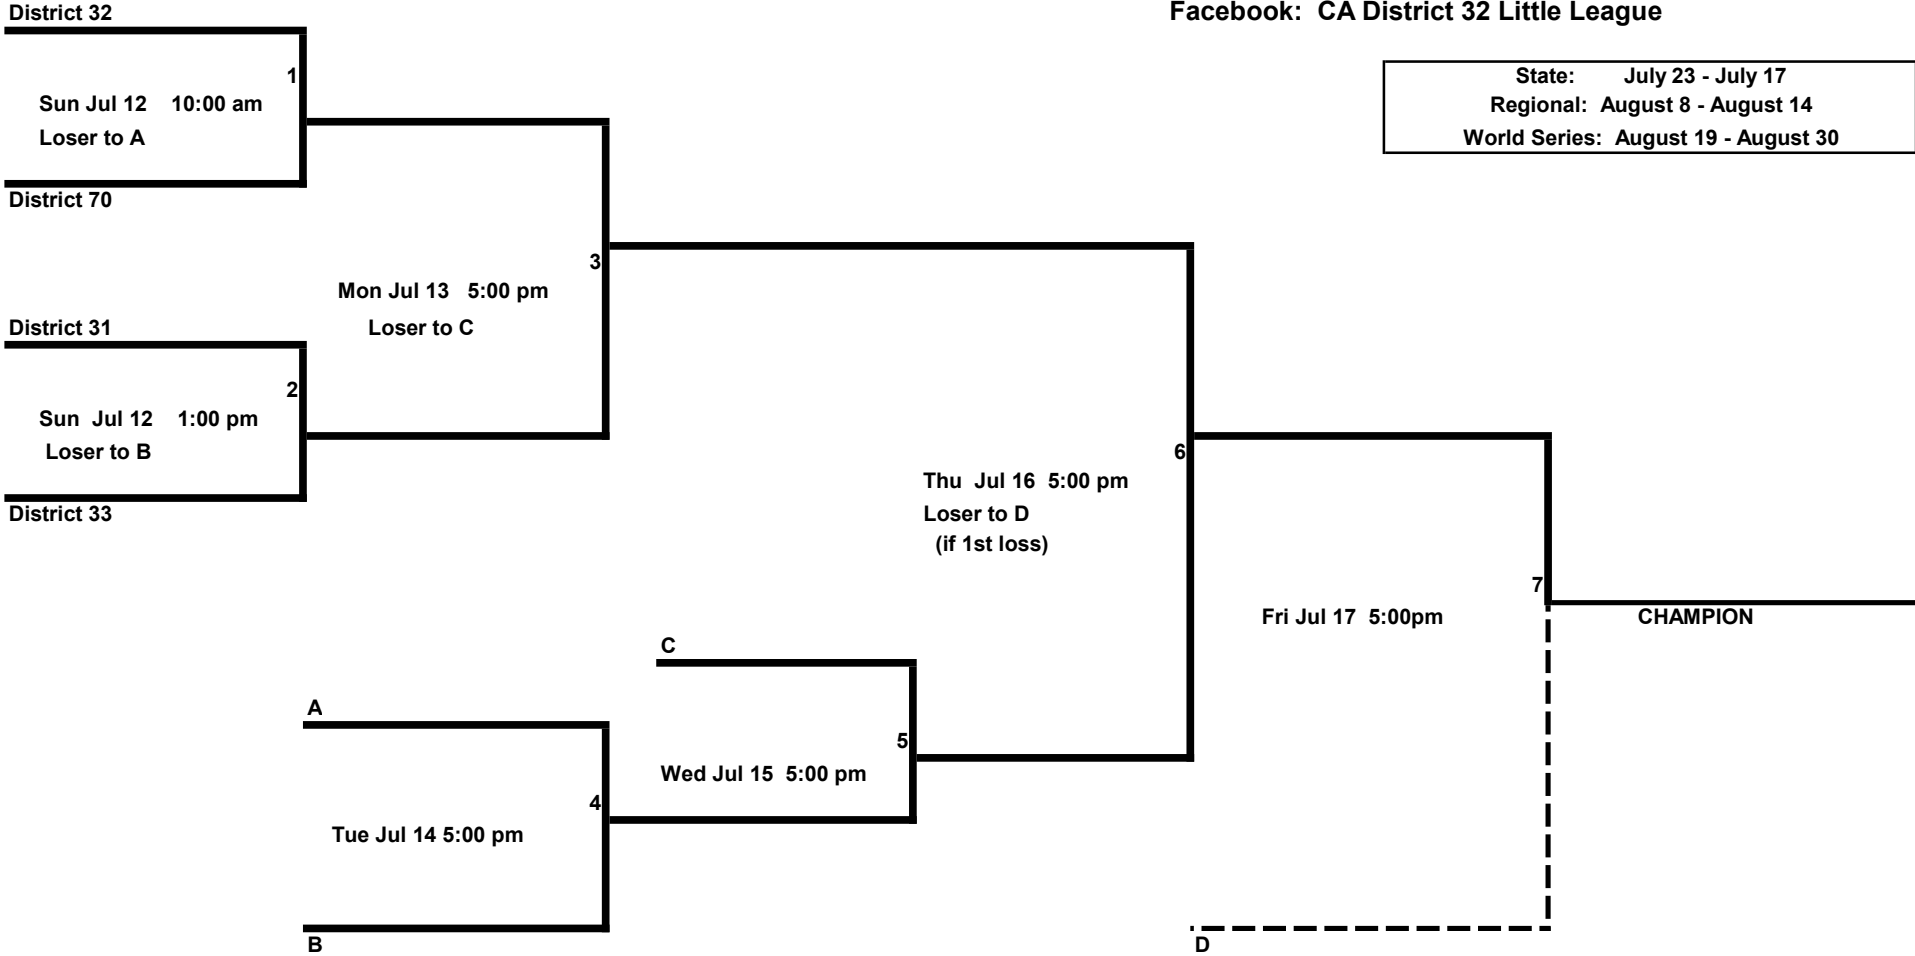 District 32
Facebook: CA District 32 Little League
State: July 23 - July 17
Regional: August 8 - August 14
World Series: August 19 - August 30
1
Sun Jul 12 10:00 am
Loser to A
District 70
3
Mon Jul 13 5:00 pm
Loser to C
District 31
2
Sun Jul 12 1:00 pm
Loser to B
District 33
6
Thu Jul 16 5:00 pm
Loser to D
(if 1st loss)
7
Fri Jul 17 5:00pm
CHAMPION
C
A
5
Wed Jul 15 5:00 pm
4
Tue Jul 14 5:00 pm
B
D